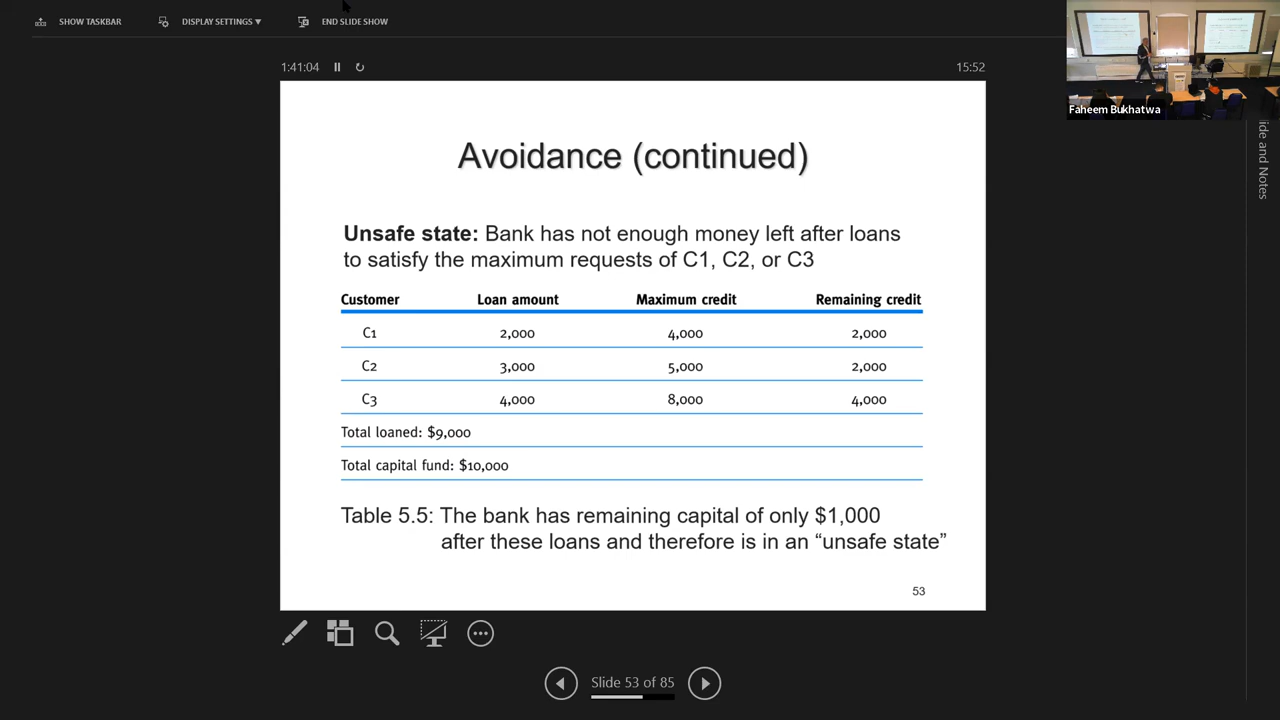 SHOW TASKBAR DISPLAY SETTINGS ▼ END SLIDE SHOW
1:41:04 15:52
Faheem Bukhatwa
ide and Notes
Avoidance (continued)
Unsafe state: Bank has not enough money left after loans
to satisfy the maximum requests of C1, C2, or C3
Customer Loan amount Maximum credit Remaining credit
C1 2,000 4,000 2,000
C2 3,000 5,000 2,000
C3 4,000 8,000 4,000
Total loaned: $9,000
Total capital fund: $10,000
Table 5.5: The bank has remaining capital of only $1,000
after these loans and therefore is in an “unsafe state”
53
Slide 53 of 85